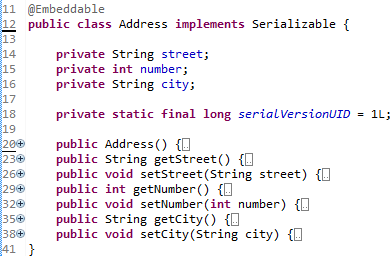 11 @Embeddable
12 public class Address implements Serializable {
13
14 private String street;
15 private int number;
16 private String city;
17
18 private static final long serialVersionUID = 1L;
19
20 public Address() {
23 public String getStreet() {
26 public void setStreet(String street) {
29 public int getNumber() {
32 public void setNumber(int number) {
35 public String getCity() {
38 public void setCity(String city) {
41 }